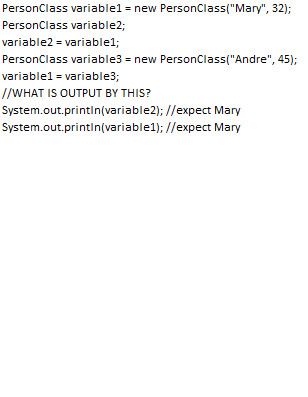 PersonClass variable1 = new PersonClass("Mary", 32);
PersonClass variable2;
variable2 = variable1;
PersonClass variable3 = new PersonClass("Andre", 45);
variable1 = variable3;
//WHAT IS OUTPUT BY THIS?
System.out.println(variable2); //expect Mary
System.out.println(variable1); //expect Mary